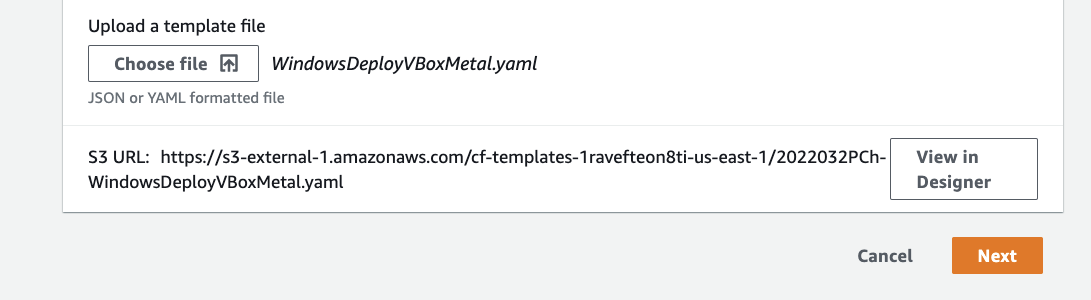 Upload a template file
Choose file WindowsDeployVBoxMetal.yaml
JSON or YAML formatted file
S3 URL: https://s3-external-1.amazonaws.com/cf-templates-1ravefteon8ti-us-east-1/2022032PCh-
WindowsDeployVBoxMetal.yaml
View in
Designer
Cancel Next